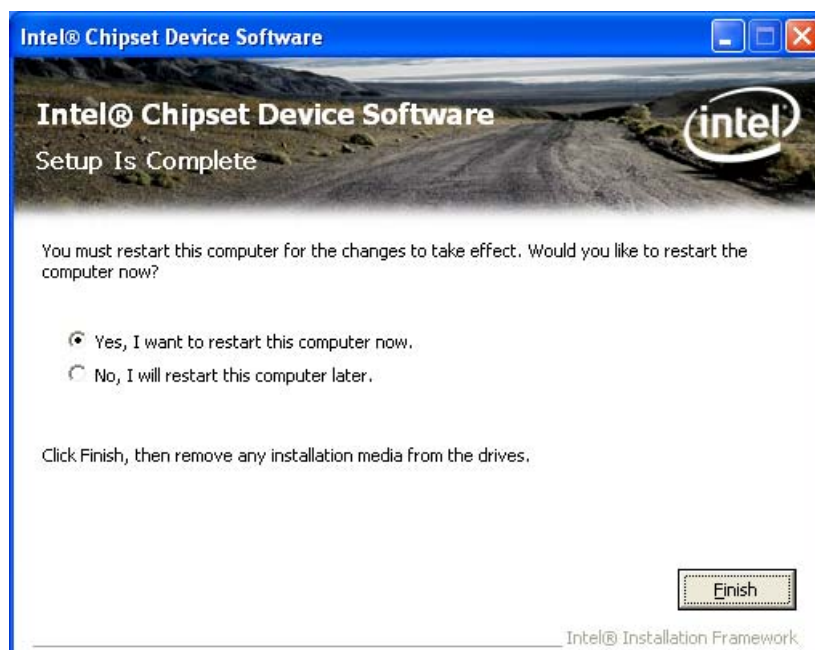 Intel® Chipset Device Software
Intel® Chipset Device Software
intel
Setup Is Complete
You must restart this computer for the changes to take effect. Would you like to restart the
computer now?
Yes, I want to restart this computer now.
No, I will restart this computer later.
Click Finish, then remove any installation media from the drives.
Finish
Intel® Installation Framework